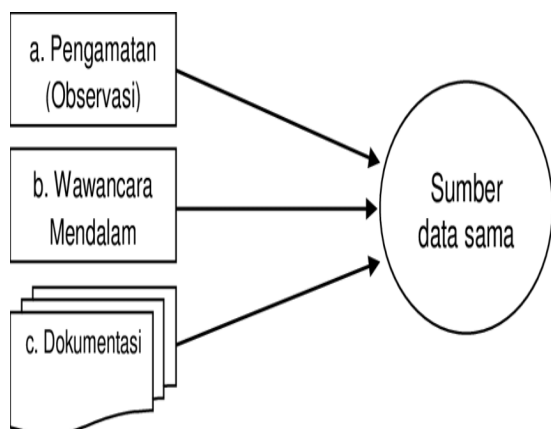 a. Pengamatan
(Observasi)
b. Wawancara
Mendalam
c. Dokumentasi
Sumber
data sama